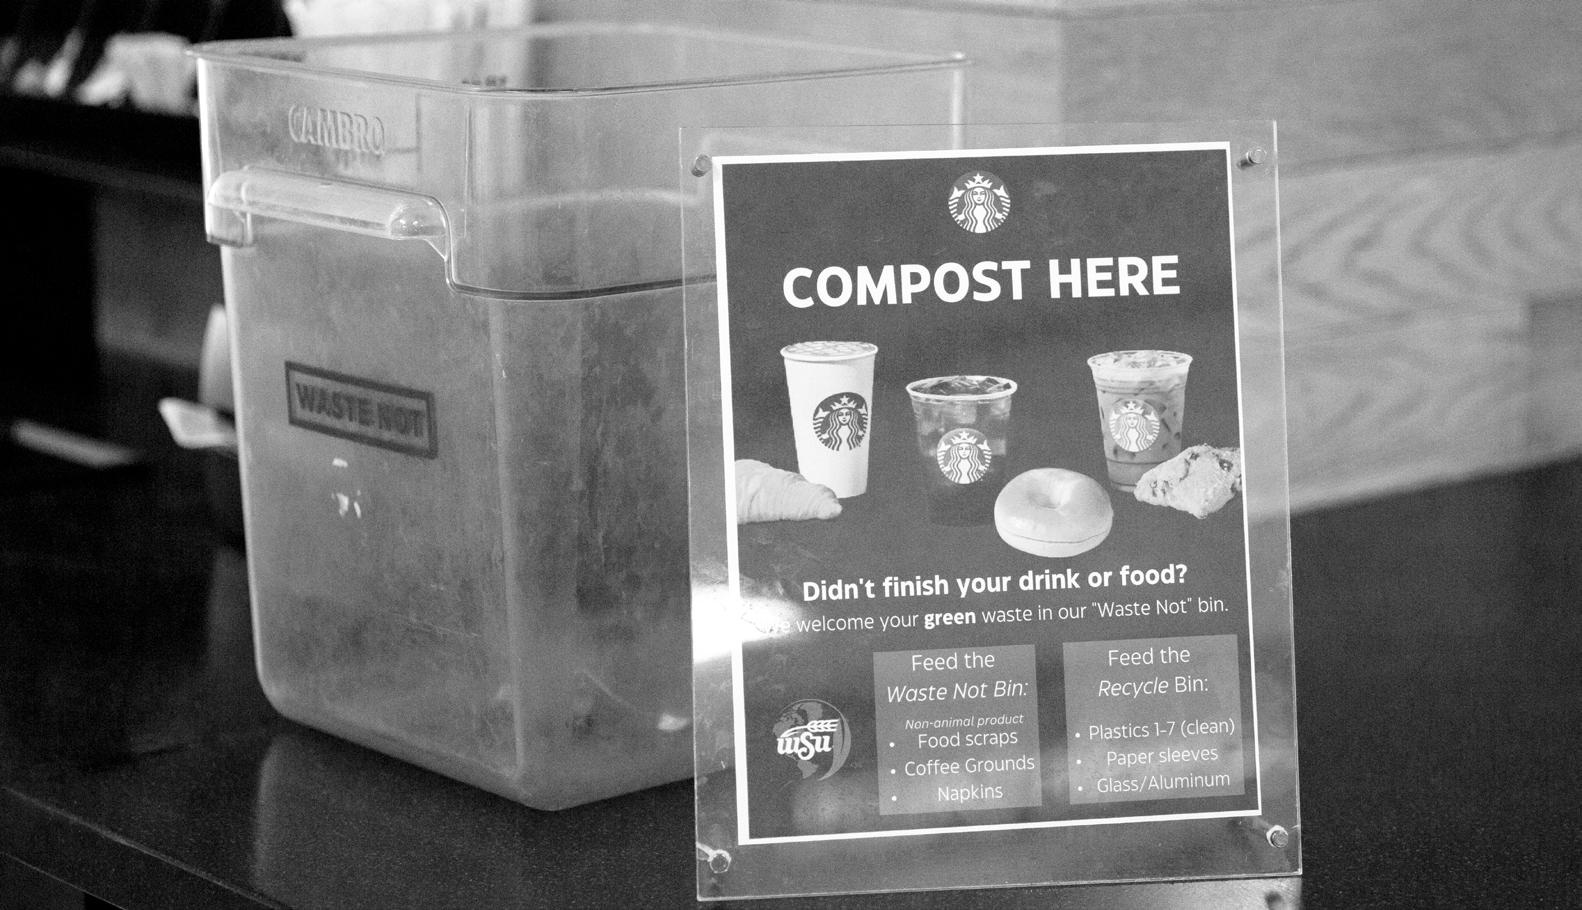 CAMBRO
WASTE NOT
COMPOST HERE
Didn't finish your drink or food?
welcome your green waste in our "Waste Not" bin.
Feed the
Waste Not Bin:
Non-animal product
• Food scraps
• Coffee Grounds
• Napkins
Feed the
Recycle Bin:
• Plastics 1-7 (clean)
• Paper sleeves
• Glass/Aluminum
wsu